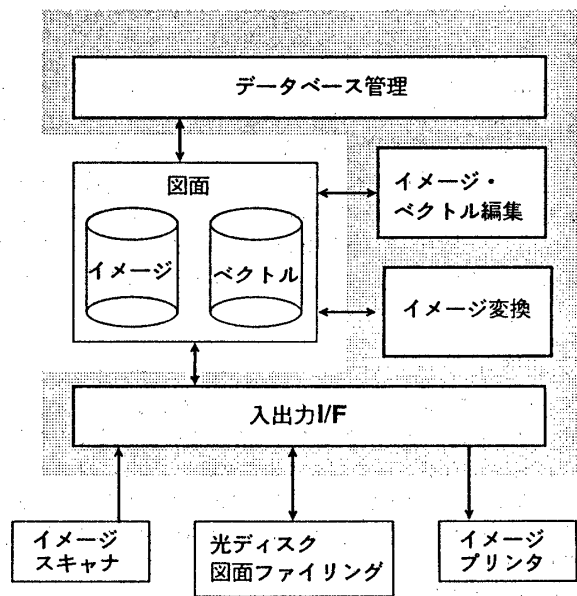 データベース管理
図面
イメージ
ベクトル
イメージ・
ベクトル編集
イメージ変換
入出力I/F
イメージ
スキャナ
光ディスク
図面ファイリング
イメージ
プリンタ